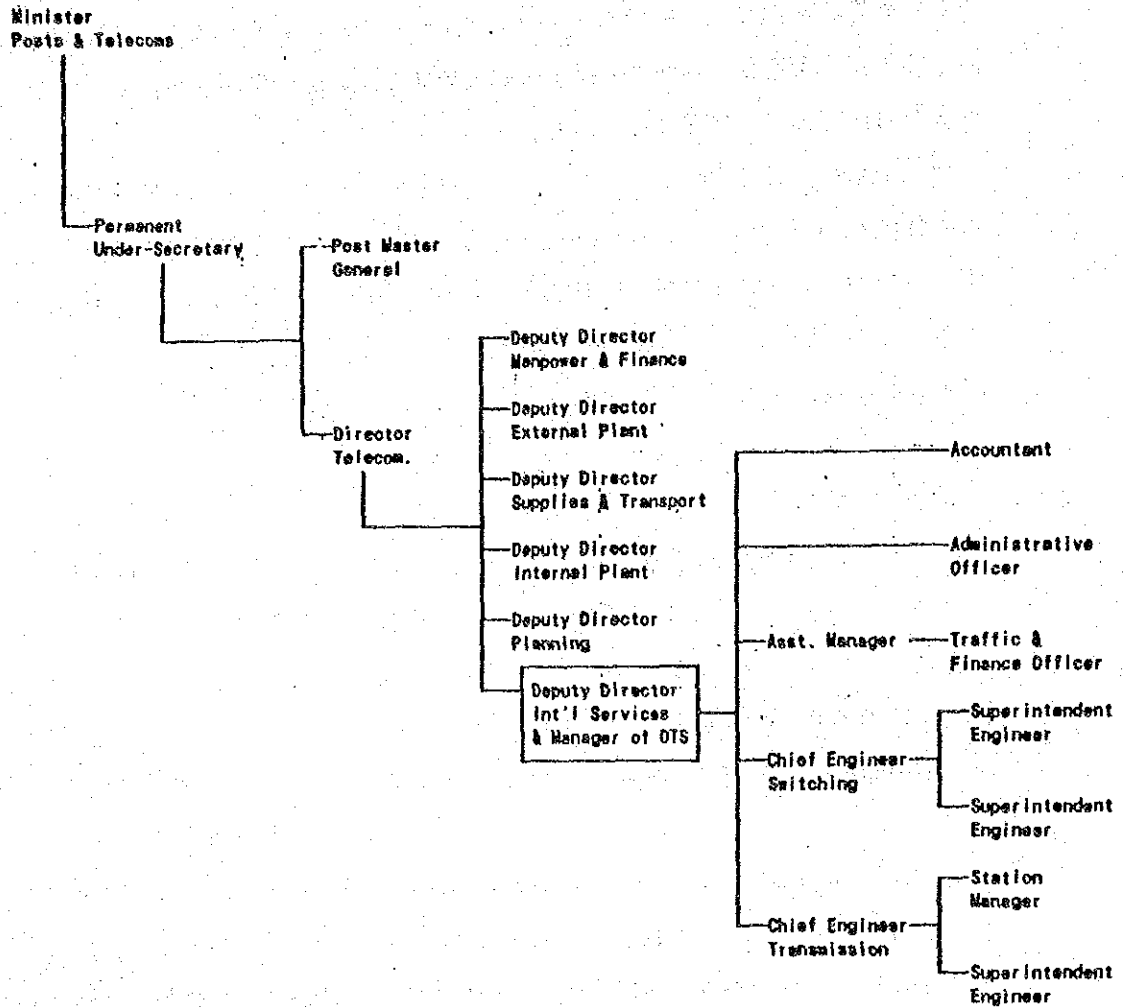 Minister
Posts & Telecoms
Permanent
Under-Secretary
Post Master
General
Director
Telecom.
Deputy Director
Manpower & Finance
Deputy Director
External Plant
Deputy Director
Supplies & Transport
Deputy Director
Internal Plant
Deputy Director
Planning
Deputy Director
Int'l Services
& Manager of OTS
Accountant
Administrative
Officer
Asst. Manager
Traffic &
Finance Officer
Chief Engineer
Switching
Superintendent
Engineer
Superintendent
Engineer
Chief Engineer
Transmission
Station
Manager
Superintendent
Engineer